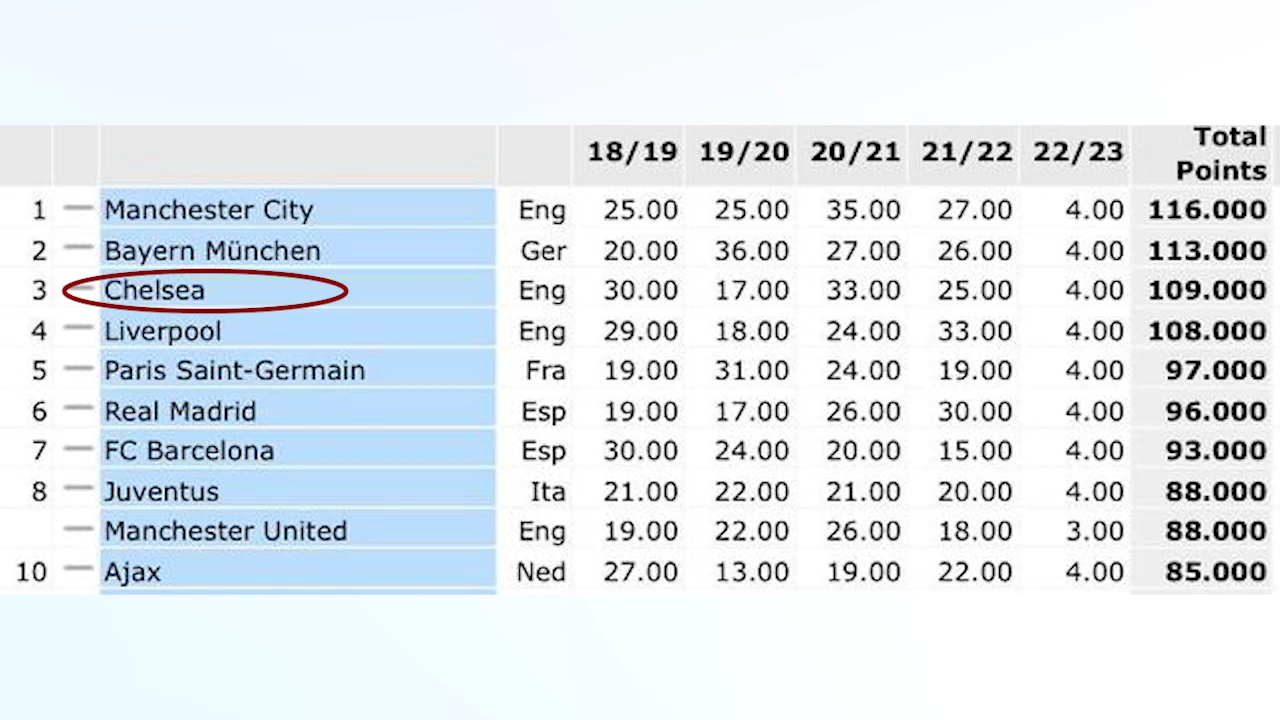 18/19 19/20 20/21 21/22 22/23 Total Points
1 Manchester City Eng 25.00 25.00 35.00 27.00 4.00 116.000
2 Bayern München Ger 20.00 36.00 27.00 26.00 4.00 113.000
3 Chelsea Eng 30.00 17.00 33.00 25.00 4.00 109.000
4 Liverpool Eng 29.00 18.00 24.00 33.00 4.00 108.000
5 Paris Saint-Germain Fra 19.00 31.00 24.00 19.00 4.00 97.000
6 Real Madrid Esp 19.00 17.00 26.00 30.00 4.00 96.000
7 FC Barcelona Esp 30.00 24.00 20.00 15.00 4.00 93.000
8 Juventus Ita 21.00 22.00 21.00 20.00 4.00 88.000
Manchester United Eng 19.00 22.00 26.00 18.00 3.00 88.000
10 Ajax Ned 27.00 13.00 19.00 22.00 4.00 85.000